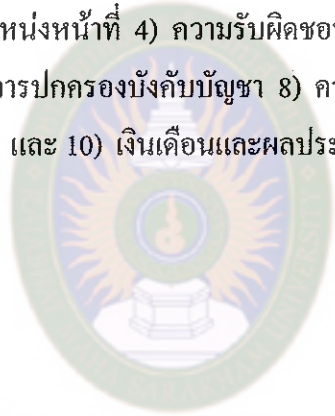 หน่งหน้าที่ 4) ความรับผิดชอ
การปกครองบังคับบัญชา 8) คว
และ 10) เงินเดือนและผลประ